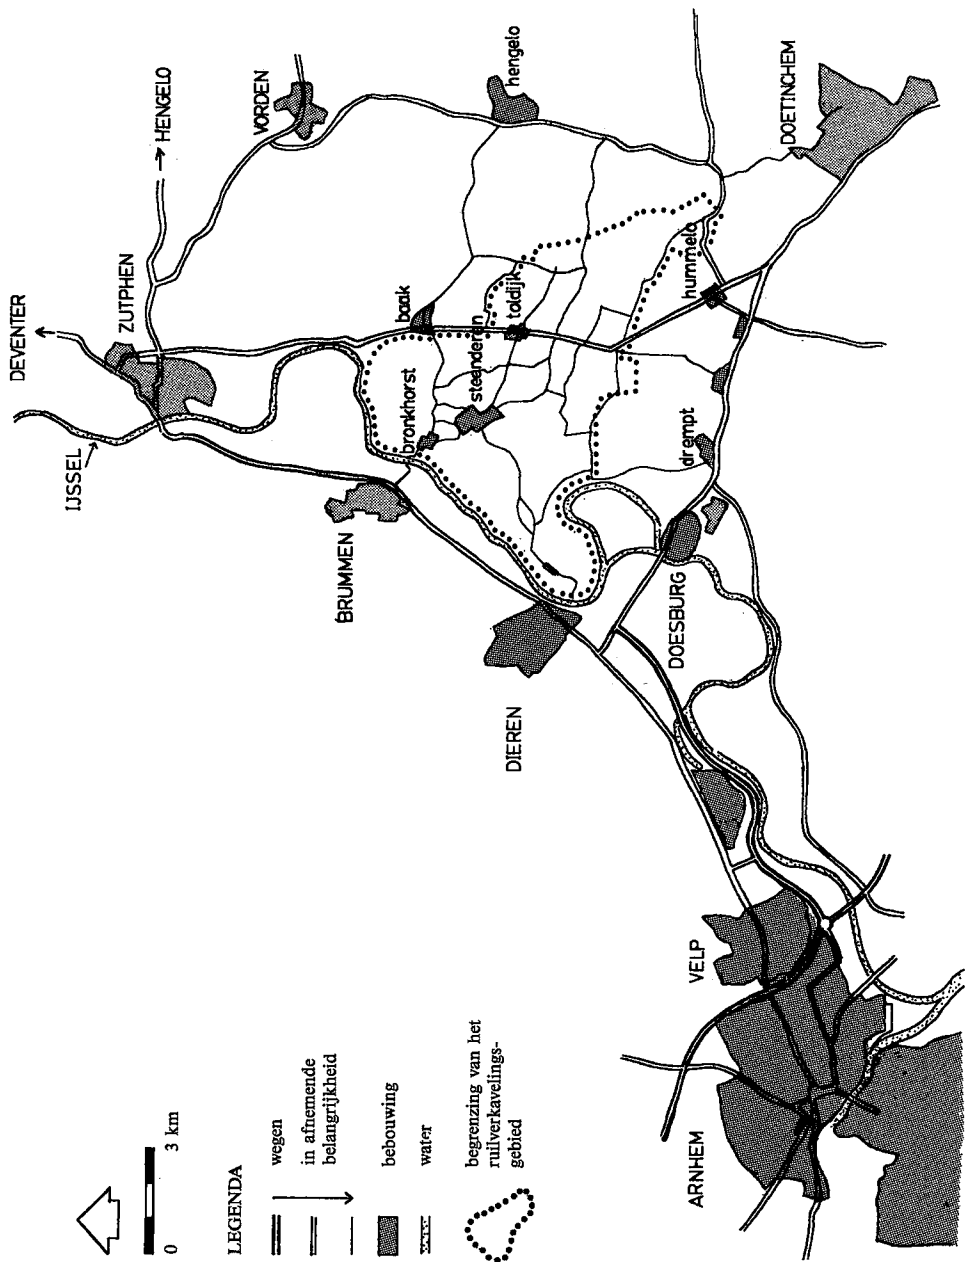 DEVENTER
ZUTPHEN
→ HENGELO
VORDEN
IJSSEL
BRUMMEN
bronkhorst
baak
steenderen
toldijk
hengelo
DIEREN
DOESBURG
drempt
hummelo
DOETINCHEM
VELP
ARNHEM
0 3 km
LEGENDA
wegen
in afnemende
belangrijkheid
bebouwing
water
begrenzing van het
ruilverkavelings-
gebied